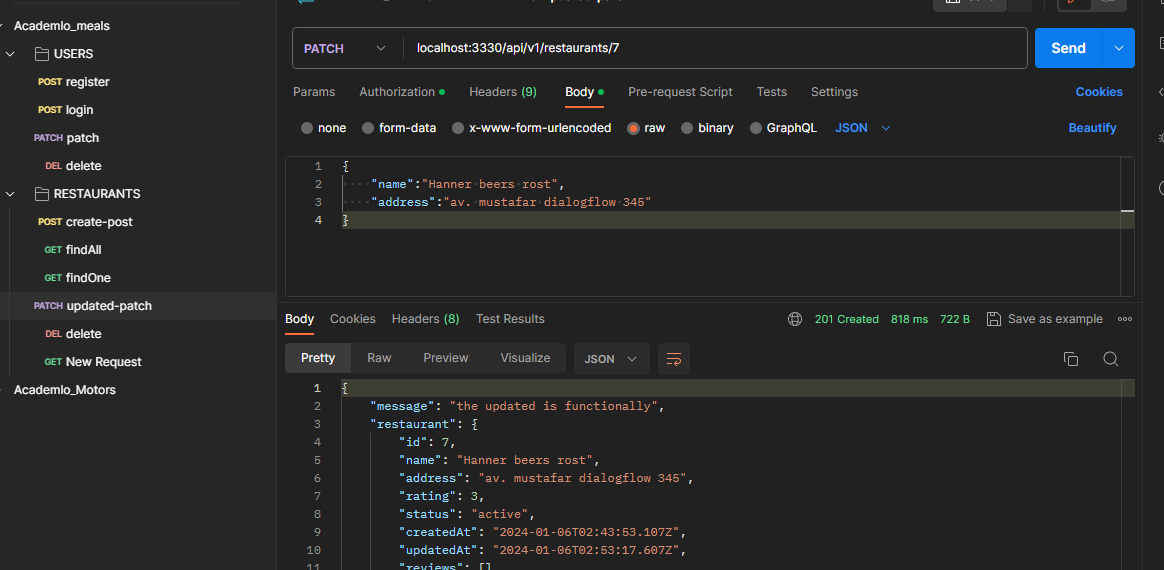 Academlo_meals
USERS
POST register
POST login
PATCH patch
DEL delete
RESTAURANTS
POST create-post
GET findAll
GET findOne
PATCH updated-patch
DEL delete
GET New Request
Academlo_Motors
PATCH localhost:3330/api/v1/restaurants/7 Send
Params Authorization Headers (9) Body Pre-request Script Tests Settings Cookies
none form-data x-www-form-urlencoded raw binary GraphQL JSON Beautify
1 {
2 "name":"Hanner beers rost",
3 "address":"av. mustafar dialogflow 345"
4 }
Body Cookies Headers (8) Test Results 201 Created 818 ms 722 B Save as example
Pretty Raw Preview Visualize JSON
1 {
2 "message": "the updated is functionally",
3 "restaurant": {
4 "id": 7,
5 "name": "Hanner beers rost",
6 "address": "av. mustafar dialogflow 345",
7 "rating": 3,
8 "status": "active",
9 "createdAt": "2024-01-06T02:43:53.107Z",
10 "updatedAt": "2024-01-06T02:53:17.607Z",
11 "reviews": []